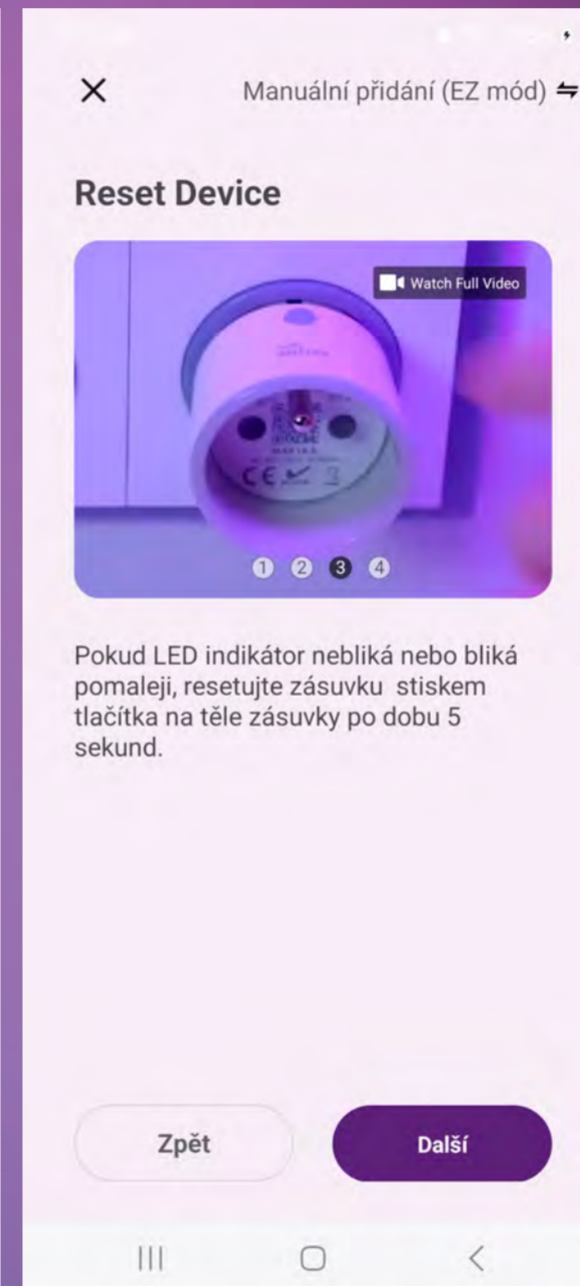 Manuální přidání (EZ mód)
Reset Device
Watch Full Video
CE
1 2 3 4
Pokud LED indikátor nebliká nebo bliká
pomaleji, resetujte zásuvku  stiskem
tlačítka na těle zásuvky po dobu 5
sekund.
Zpět
Další